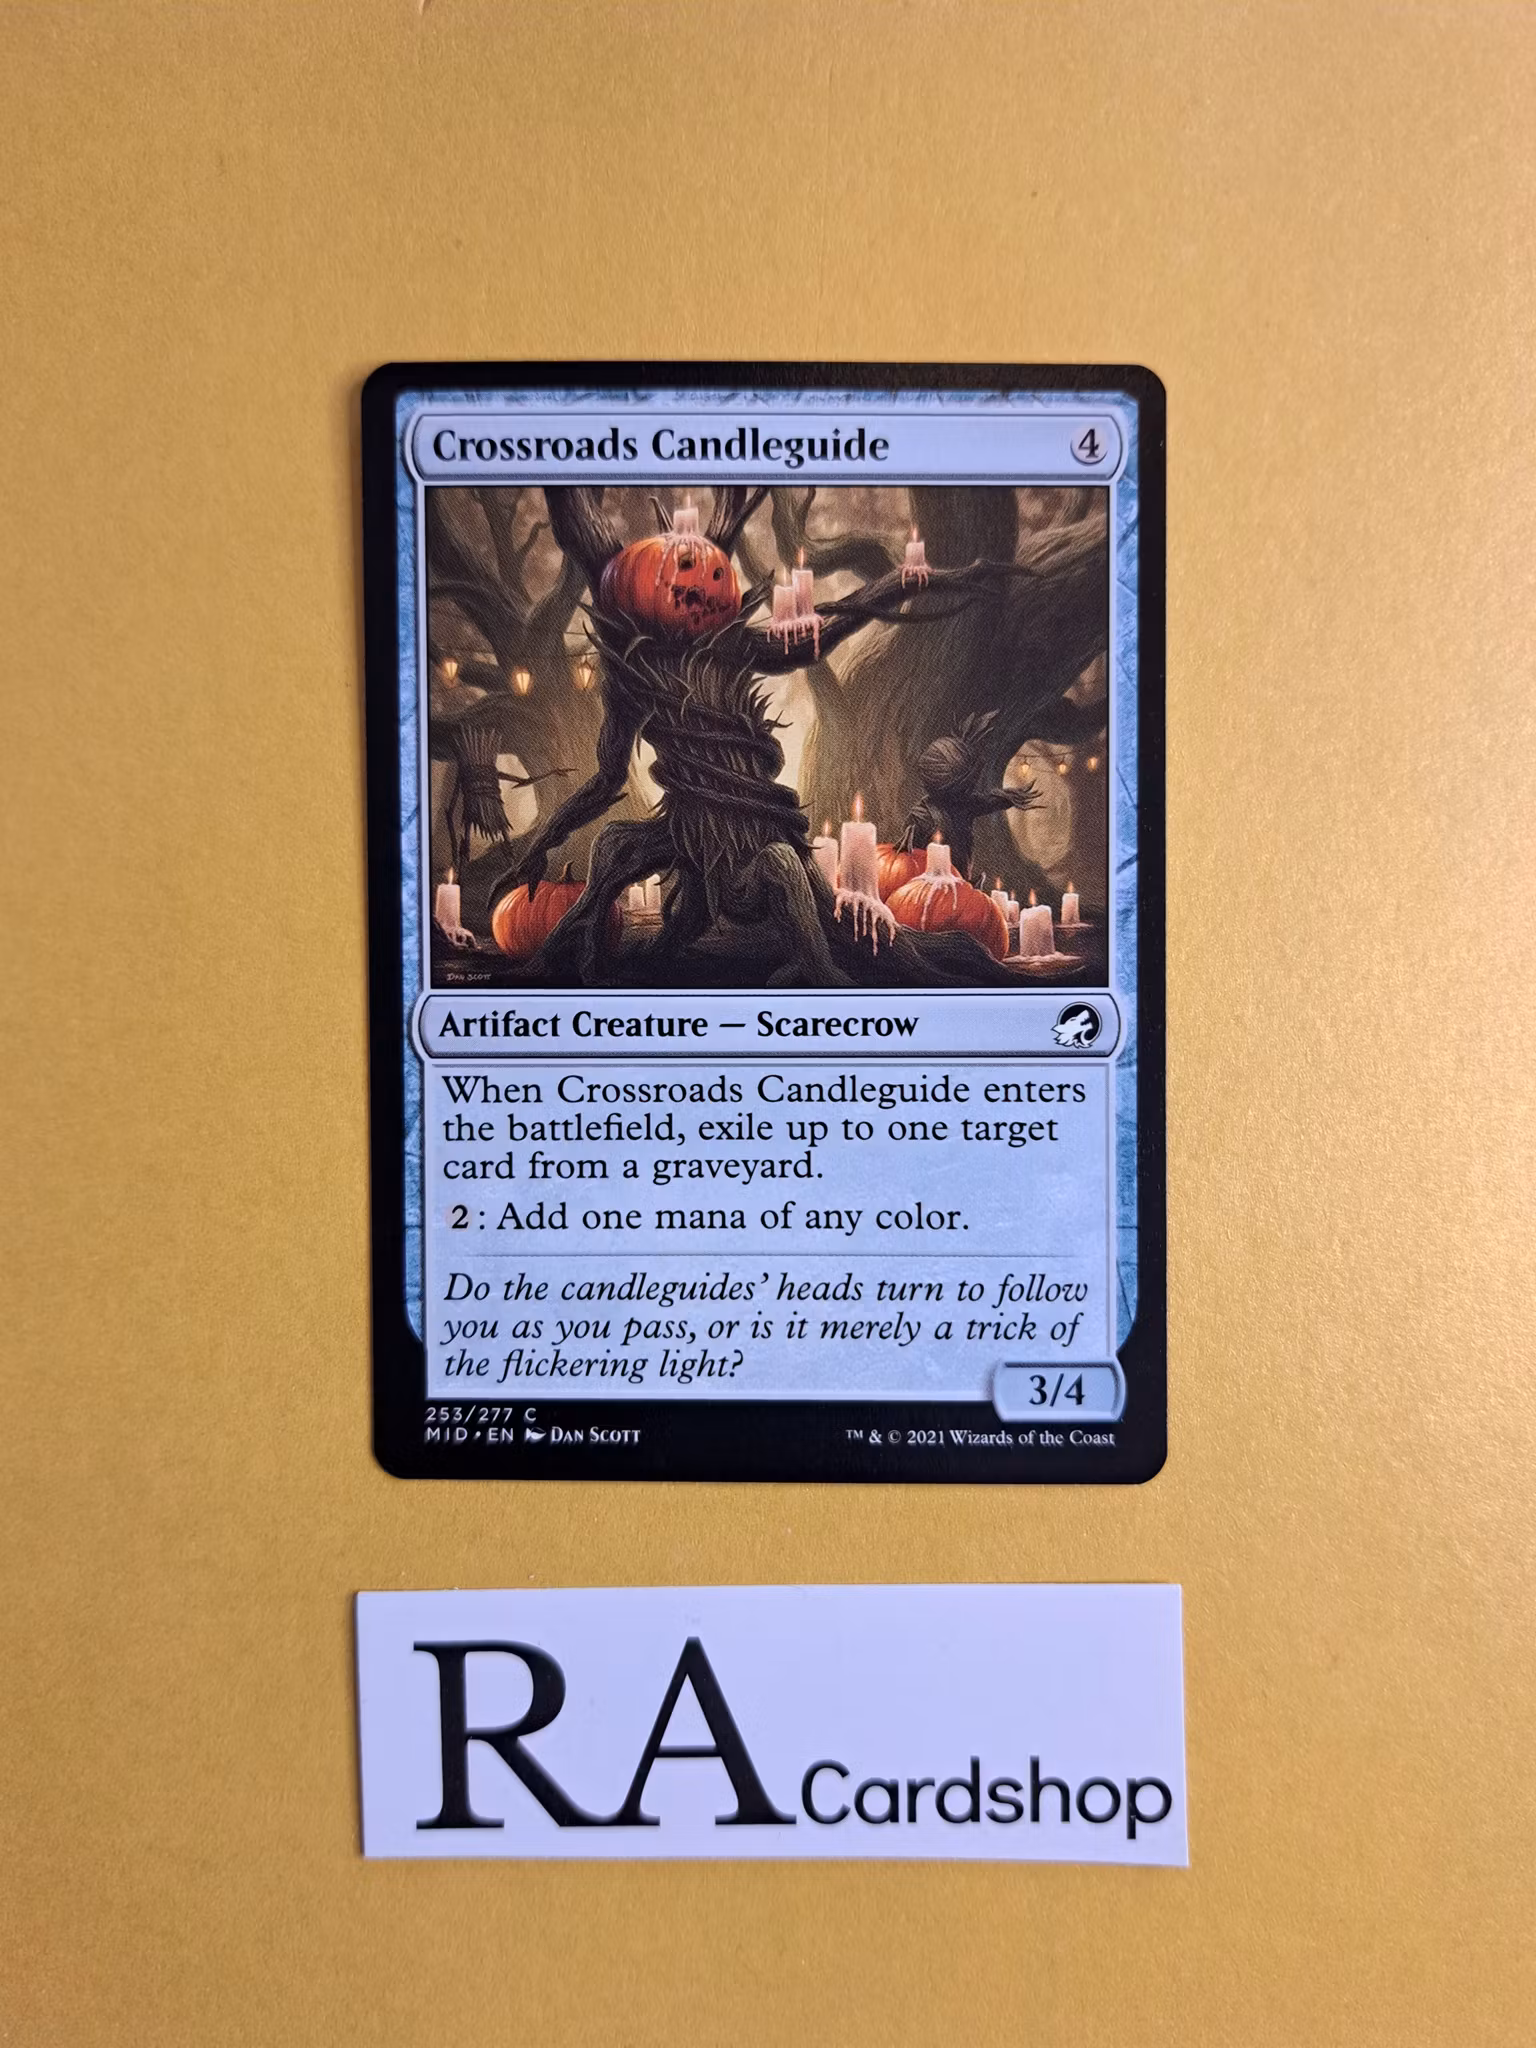 Crossroads Candleguide 4
DAN SCOTT
Artifact Creature — Scarecrow
When Crossroads Candleguide enters
the battlefield, exile up to one target
card from a graveyard.
2: Add one mana of any color.
Do the candleguides’ heads turn to follow
you as you pass, or is it merely a trick of
the flickering light?
3/4
253/277 C
MID • EN DAN SCOTT ™ & © 2021 Wizards of the Coast
RA Cardshop